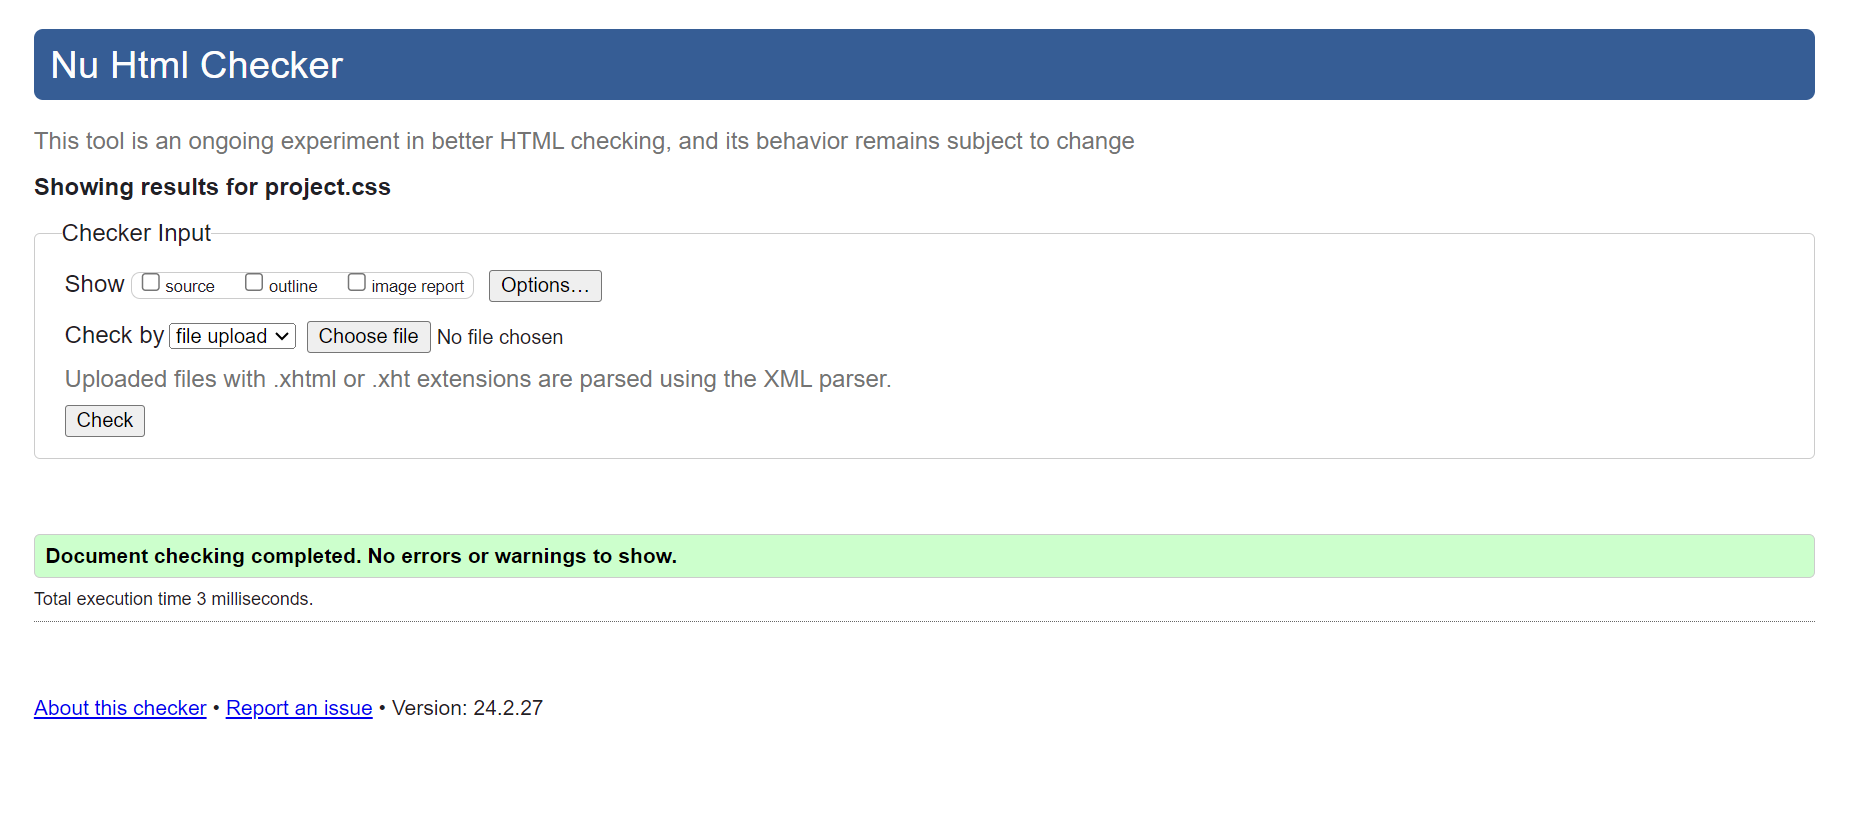 Nu Html Checker
This tool is an ongoing experiment in better HTML checking, and its behavior remains subject to change
Showing results for project.css
Checker Input
Show source outline image report Options...
Check by file upload Choose file No file chosen
Uploaded files with .xhtml or .xht extensions are parsed using the XML parser.
Check
Document checking completed. No errors or warnings to show.
Total execution time 3 milliseconds.
About this checker • Report an issue • Version: 24.2.27